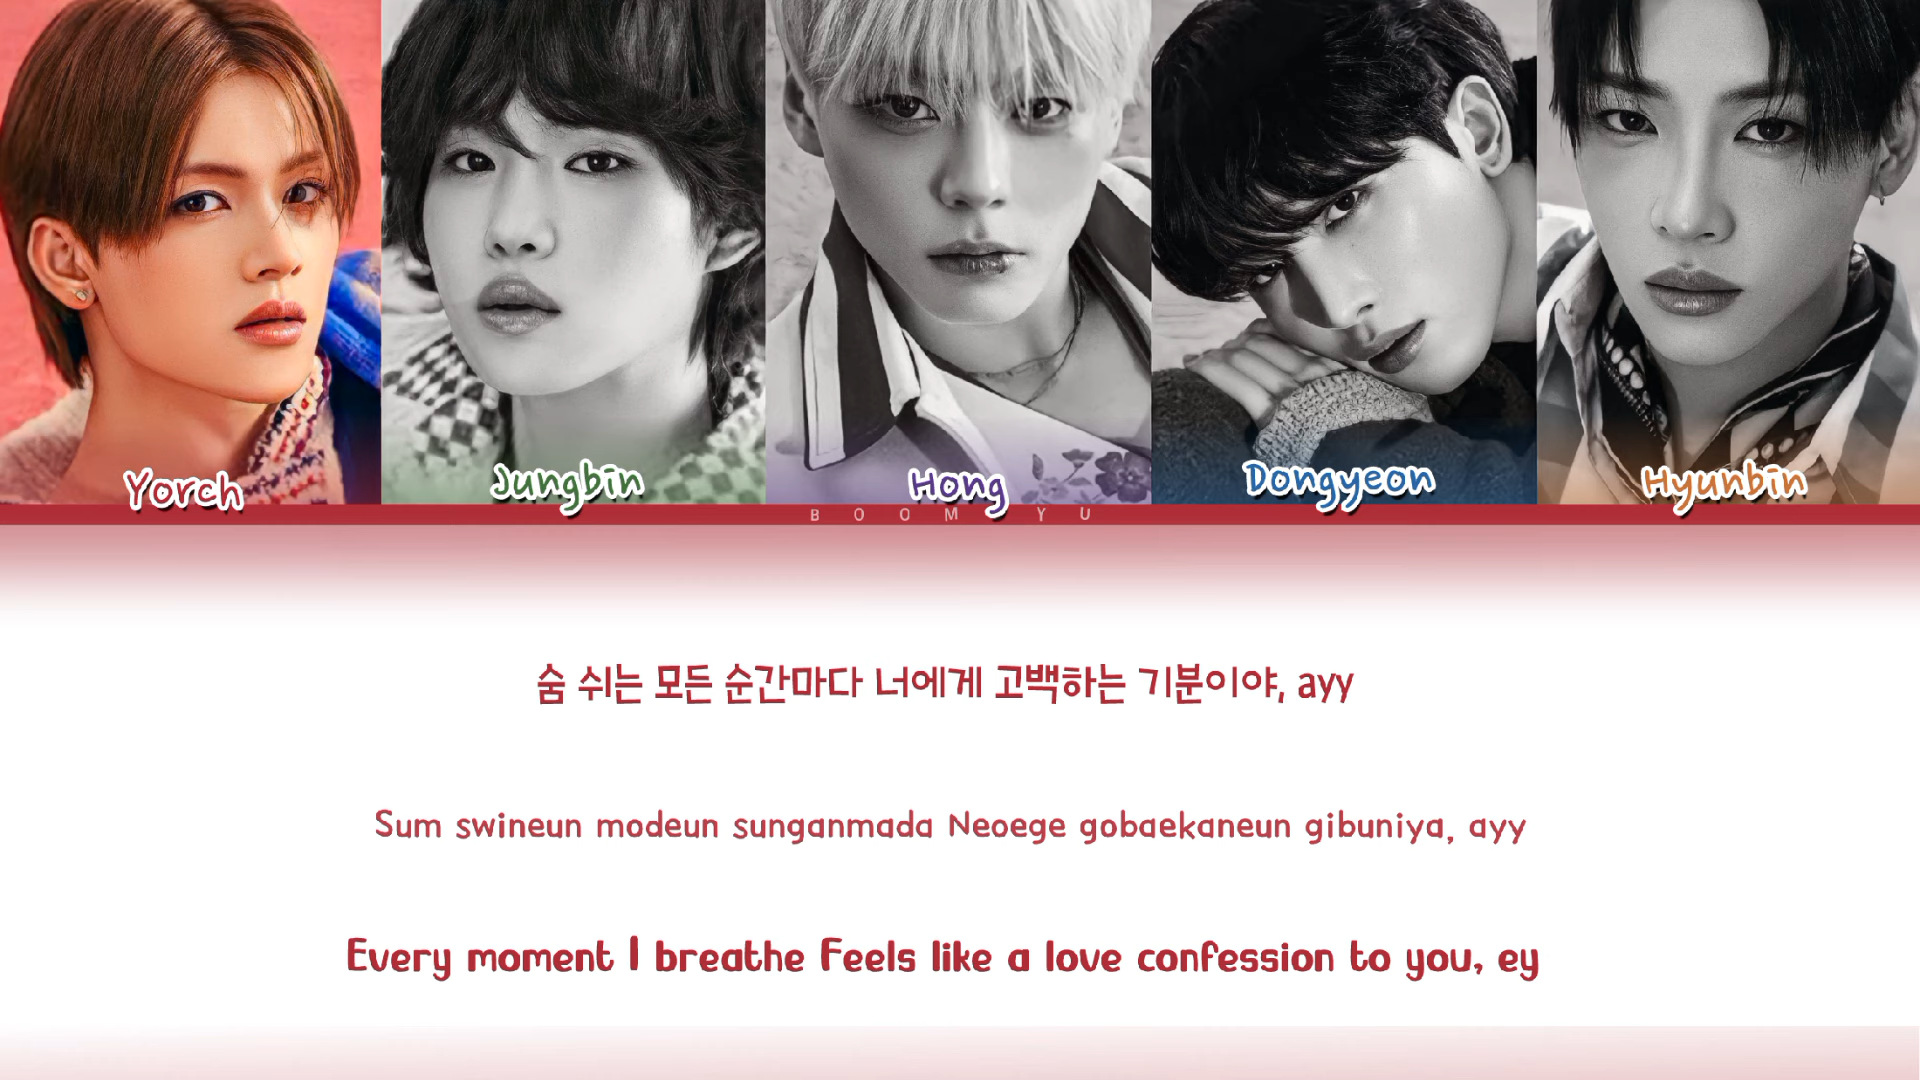 Yorch
Jungbin
Hong
Dongyeon
Hyunbin
BOOM YU
숨 쉬는 모든 순간마다 너에게 고백하는 기분이야, ayy
Sum swineun modeun sunganmada Neoege gobaekaneun gibuniya, ayy
Every moment I breathe Feels like a love confession to you, ey